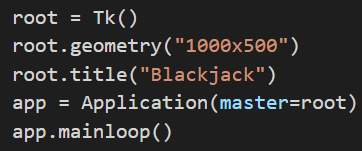 root = Tk()
root.geometry("1000x500")
root.title("Blackjack")
app = Application(master=root)
app.mainloop()